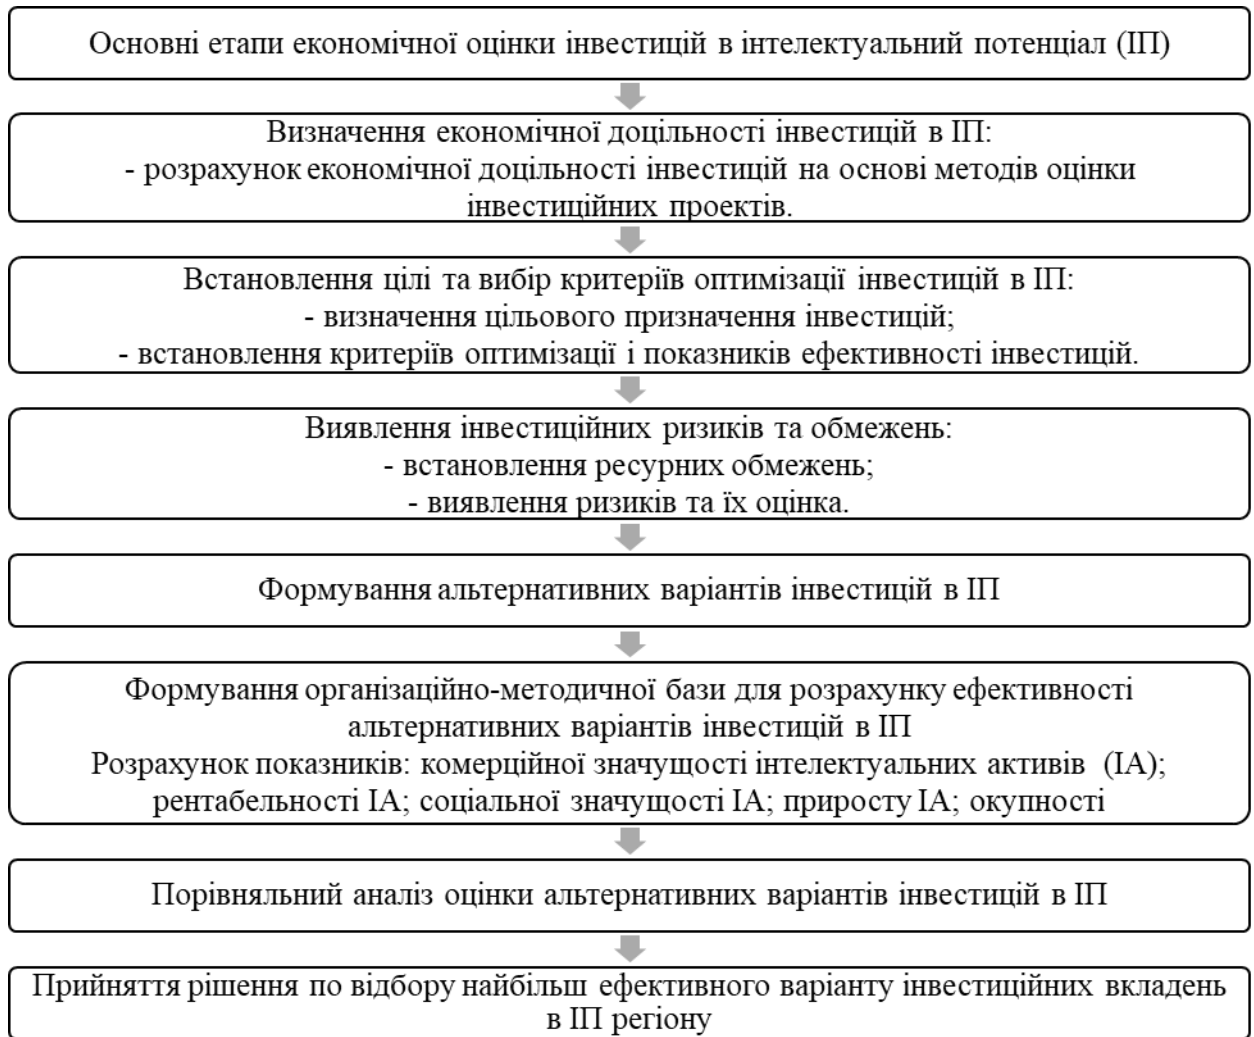 Основні етапи економічної оцінки інвестицій в інтелектуальний потенціал (ІП)
Визначення економічної доцільності інвестицій в ІП:
- розрахунок економічної доцільності інвестицій на основі методів оцінки
інвестиційних проектів.
Встановлення цілі та вибір критеріїв оптимізації інвестицій в ІП:
- визначення цільового призначення інвестицій;
- встановлення критеріїв оптимізації і показників ефективності інвестицій.
Виявлення інвестиційних ризиків та обмежень:
- встановлення ресурних обмежень;
- виявлення ризиків та їх оцінка.
Формування альтернативних варіантів інвестицій в ІП
Формування організаційно-методичної бази для розрахунку ефективності
альтернативних варіантів інвестицій в ІП
Розрахунок показників: комерційної значущості інтелектуальних активів (ІА);
рентабельності ІА; соціальної значущості ІА; приросту ІА; окупності
Порівняльний аналіз оцінки альтернативних варіантів інвестицій в ІП
Прийняття рішення по відбору найбільш ефективного варіанту інвестиційних вкладень
в ІП регіону